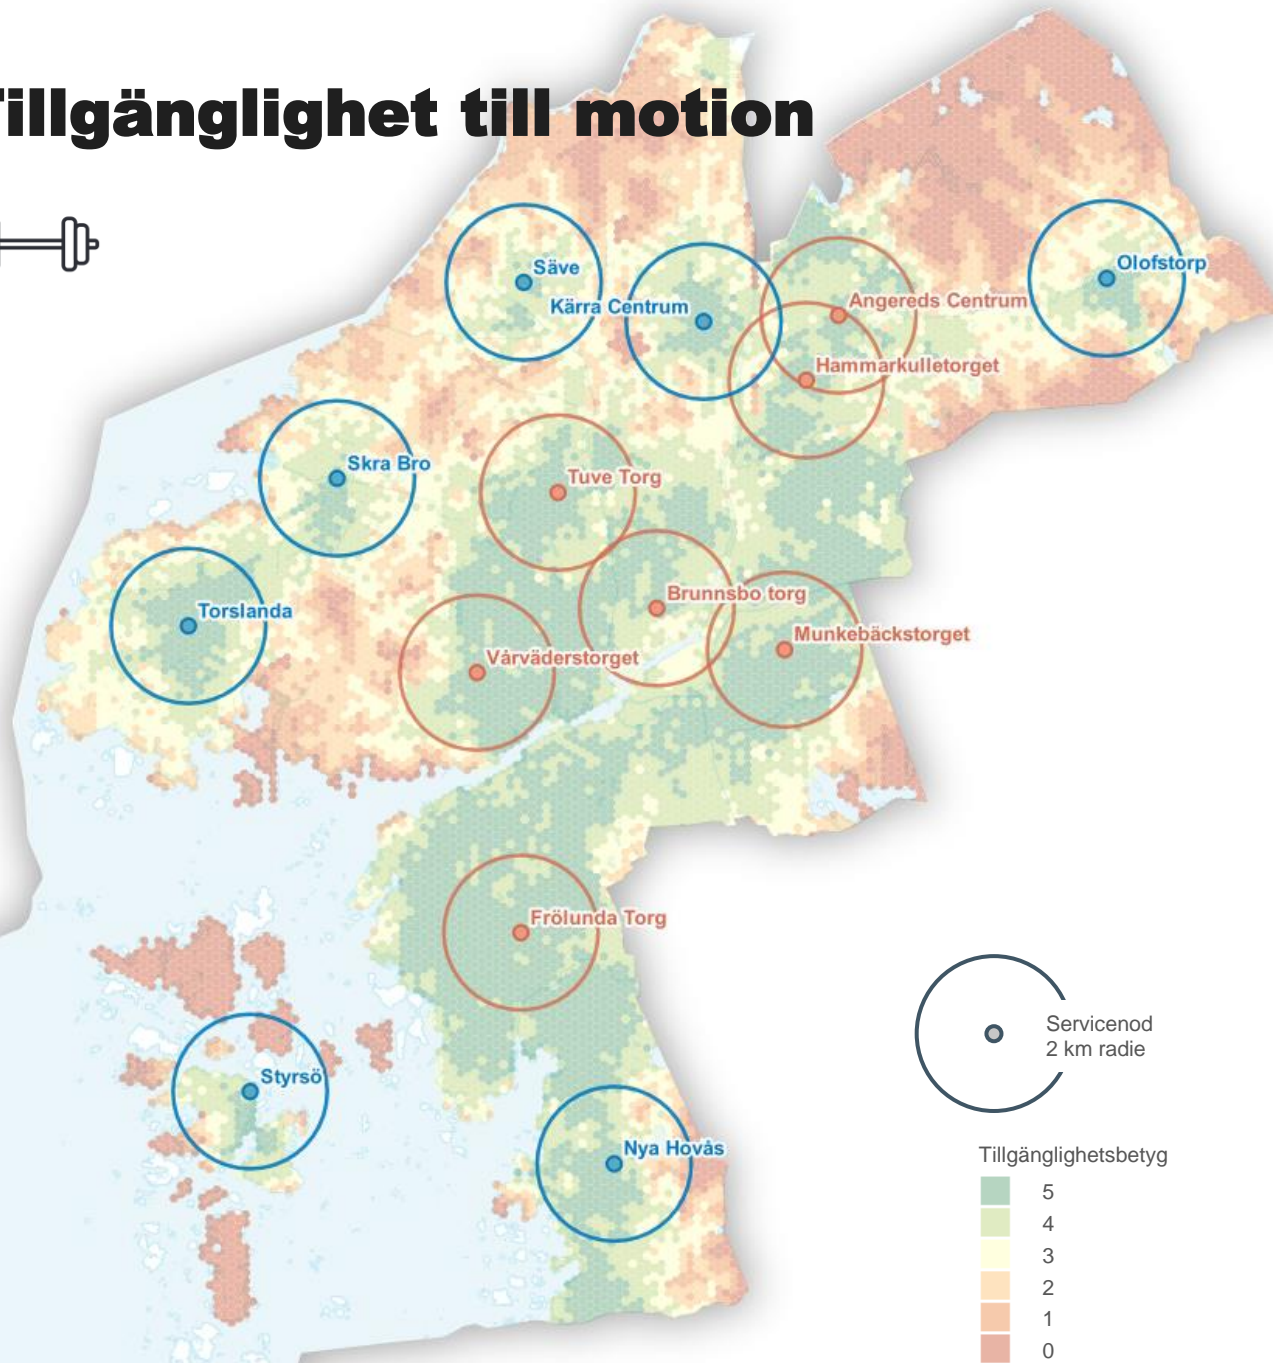 Tillgänglighet till motion
Säve
Olofstorp
Kärra Centrum
Angereds Centrum
Hammarkulletorget
Skra Bro
Tuve Torg
Torslanda
Brunnsbo torg
Munkebäckstorget
Vårväderstorget
Frölunda Torg
Servicenod
2 km radie
Styrsö
Nya Hovås
Tillgänglighetsbetyg
5
4
3
2
1
0